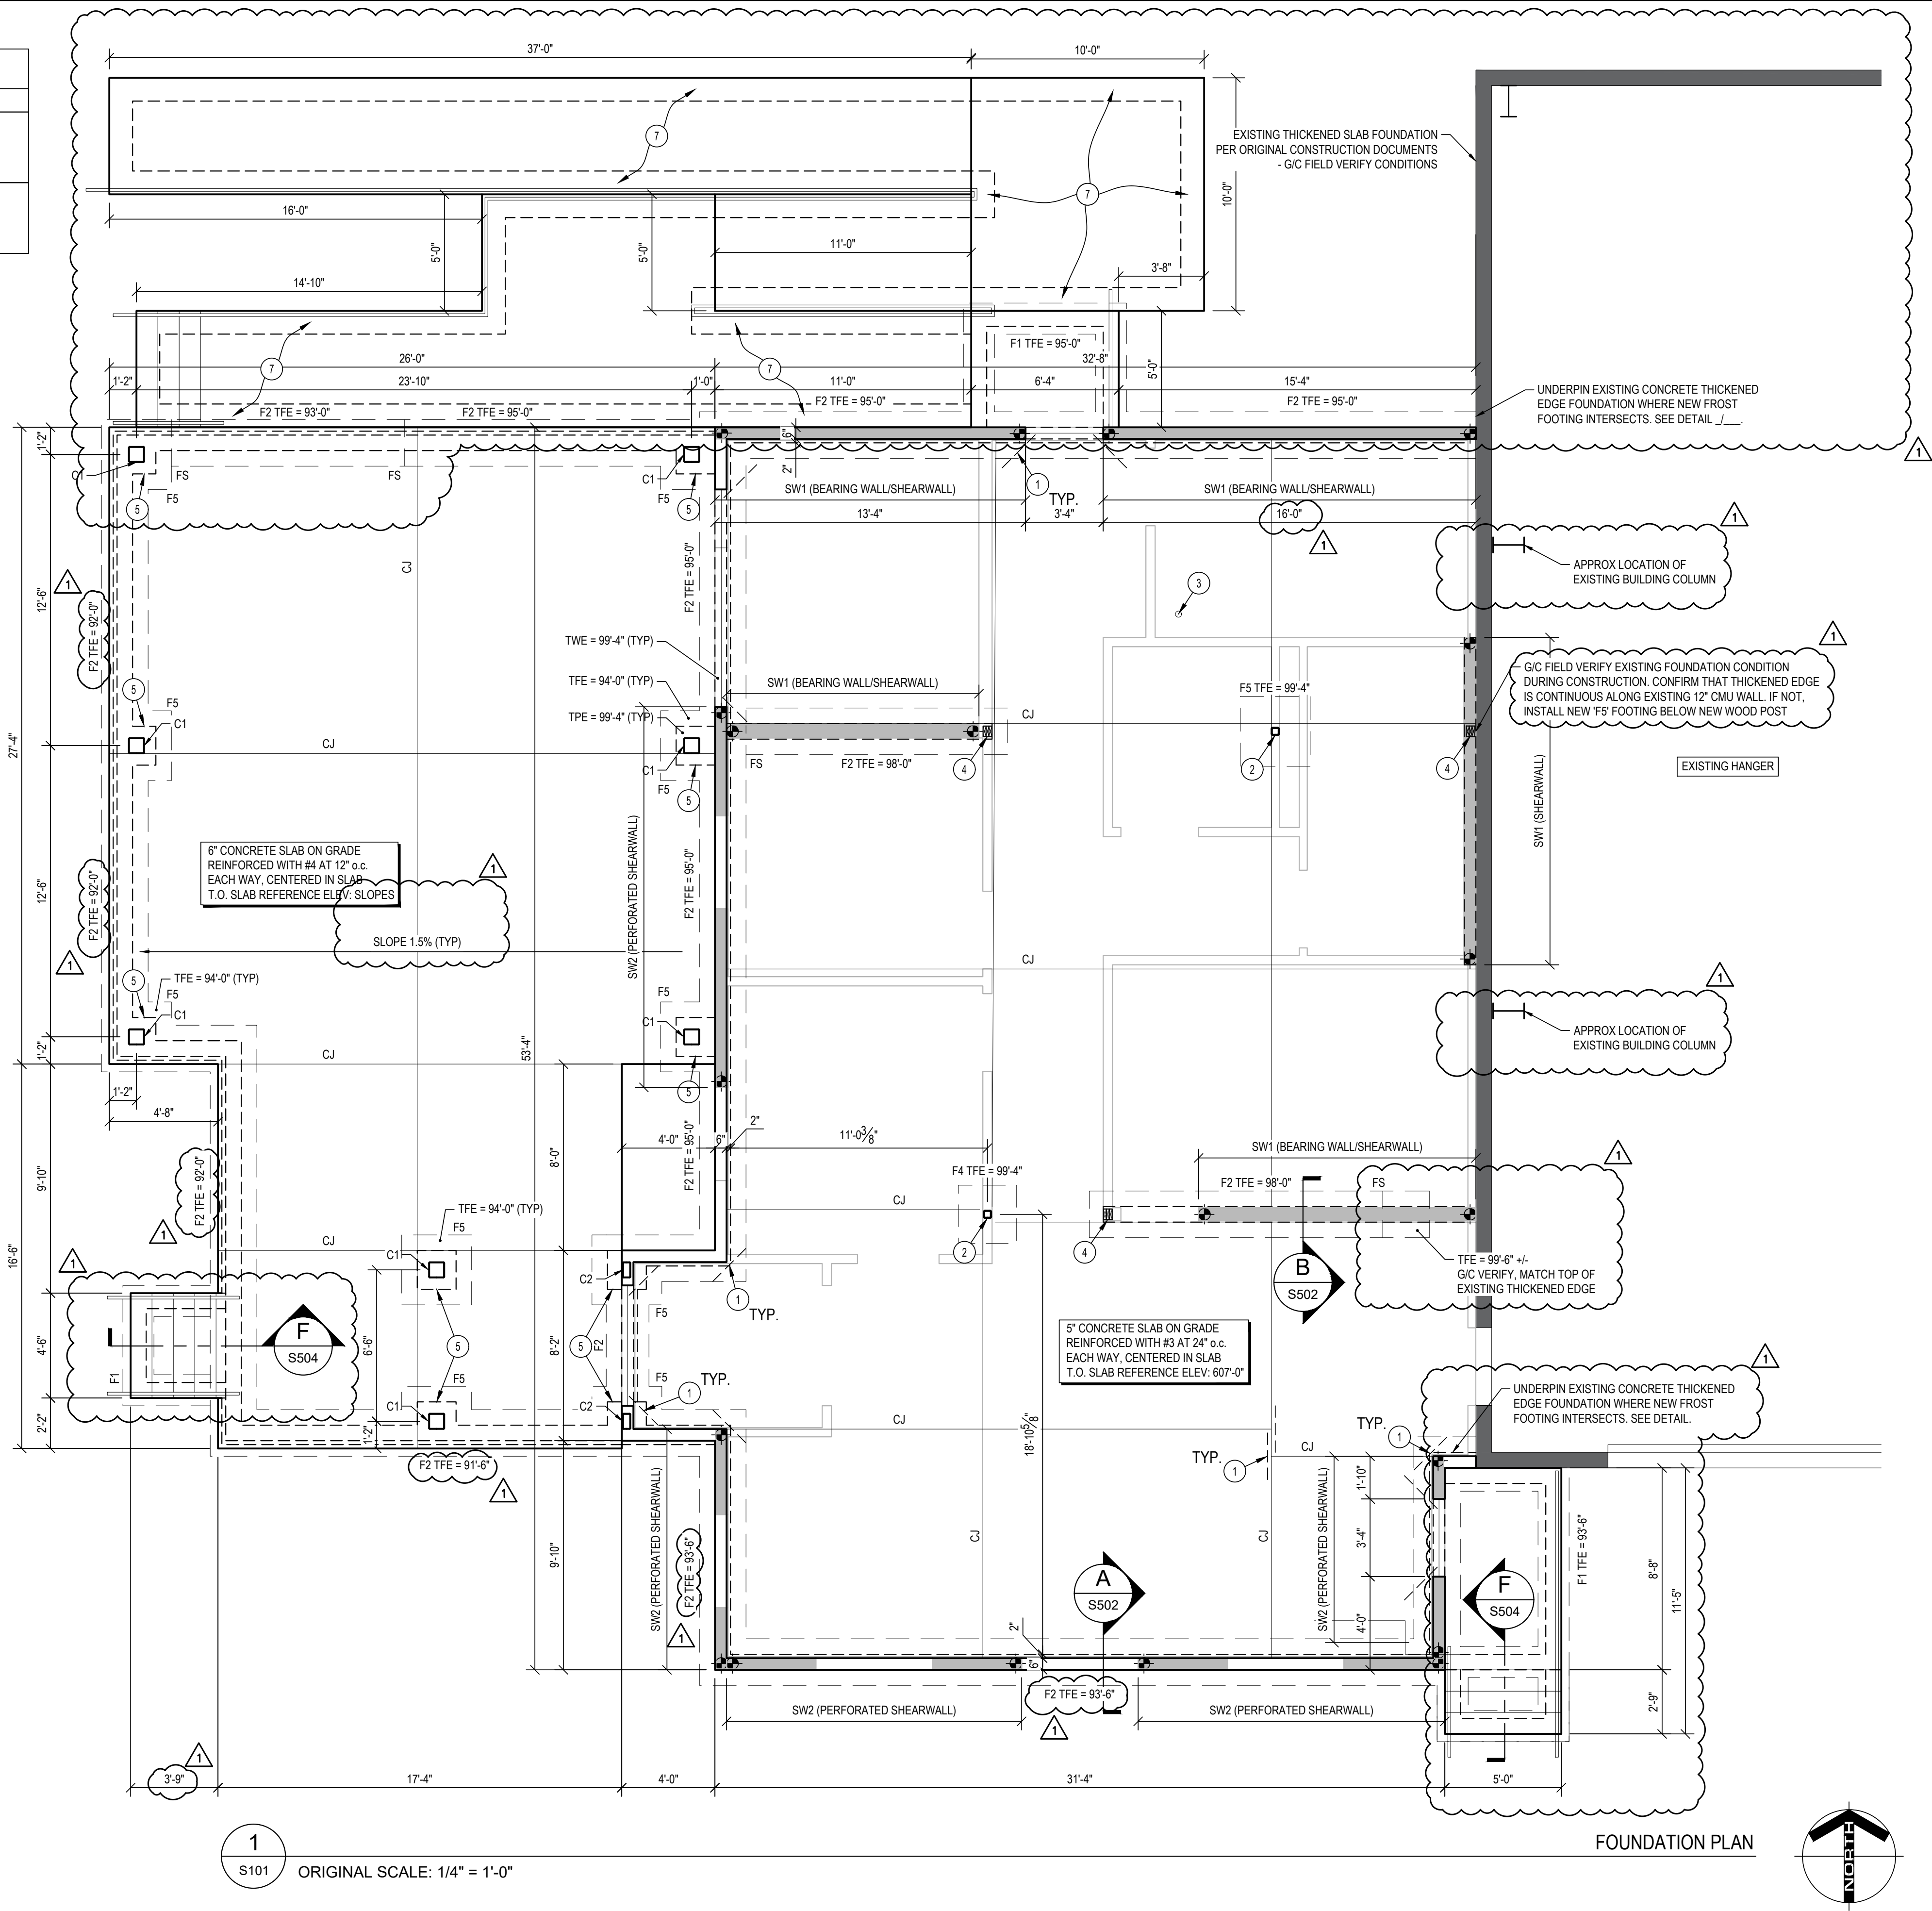 37'-0"
10'-0"
7
EXISTING THICKENED SLAB FOUNDATION
PER ORIGINAL CONSTRUCTION DOCUMENTS
- G/C FIELD VERIFY CONDITIONS
7
10'-0"
16'-0"
5'-0"
5'-0"
11'-0"
3'-8"
14'-10"
F1 TFE = 95'-0"
26'-0"
7
7
32'-8"
5'-0"
1'-2"
23'-10"
1'-0"
11'-0"
6'-4"
15'-4"
F2 TFE = 93'-0"
F2 TFE = 95'-0"
F2 TFE = 95'-0"
F2 TFE = 95'-0"
UNDERPIN EXISTING CONCRETE THICKENED
EDGE FOUNDATION WHERE NEW FROST
FOOTING INTERSECTS. SEE DETAIL _/___.
1
1'-2"
6"
2"
C1
FS
FS
C1
F5
F5
5
5
SW1 (BEARING WALL/SHEARWALL)
1
TYP.
SW1 (BEARING WALL/SHEARWALL)
13'-4"
3'-4"
16'-0"
1
1
APPROX LOCATION OF
EXISTING BUILDING COLUMN
CJ
1
12'-6"
F2 TFE = 92'-0"
F2 TFE = 95'-0"
3
TWE = 99'-4" (TYP)
TFE = 94'-0" (TYP)
TPE = 99'-4" (TYP)
SW1 (BEARING WALL/SHEARWALL)
F5 TFE = 99'-4"
1
G/C FIELD VERIFY EXISTING FOUNDATION CONDITION
DURING CONSTRUCTION. CONFIRM THAT THICKENED EDGE
IS CONTINUOUS ALONG EXISTING 12" CMU WALL. IF NOT,
INSTALL NEW 'F5' FOOTING BELOW NEW WOOD POST
5
F5
C1
27'-4"
CJ
CJ
C1
F5
5
FS
F2 TFE = 98'-0"
4
2
4
EXISTING HANGER
SW1 (SHEARWALL)
6" CONCRETE SLAB ON GRADE
REINFORCED WITH #4 AT 12" o.c.
EACH WAY, CENTERED IN SLAB
T.O. SLAB REFERENCE ELEV: SLOPES
1
SLOPE 1.5% (TYP)
12'-6"
F2 TFE = 92'-0"
1
SW2 (PERFORATED SHEARWALL)
F2 TFE = 95'-0"
CJ
5
TFE = 94'-0" (TYP)
F5
C1
F5
C1
5
1
APPROX LOCATION OF
EXISTING BUILDING COLUMN
1'-2"
CJ
53'-4"
1'-2"
4'-8"
9'-10"
F2 TFE = 92'-0"
1
8'-0"
4'-0"
6"
2"
F2 TFE = 95'-0"
11'-0 3/8"
SW1 (BEARING WALL/SHEARWALL)
F4 TFE = 99'-4"
F2 TFE = 98'-0"
FS
1
CJ
2
4
TFE = 99'-6" +/-
G/C VERIFY, MATCH TOP OF
EXISTING THICKENED EDGE
B
S502
TFE = 94'-0" (TYP)
F5
CJ
C1
C2
1
TYP.
16'-6"
1
F
S504
F1
4'-6"
6'-6"
5
5
8'-2"
F2
F5
5" CONCRETE SLAB ON GRADE
REINFORCED WITH #3 AT 24" o.c.
EACH WAY, CENTERED IN SLAB
T.O. SLAB REFERENCE ELEV: 607'-0"
F5
F5
1
TYP.
C1
C2
2'-2"
1'-2"
CJ
18'-10 5/8"
1
UNDERPIN EXISTING CONCRETE THICKENED
EDGE FOUNDATION WHERE NEW FROST
FOOTING INTERSECTS. SEE DETAIL.
TYP.
1
CJ
TYP.
1
F2 TFE = 91'-6"
1
9'-10"
SW2 (PERFORATED SHEARWALL)
F2 TFE = 93'-6"
1
CJ
CJ
SW2 (PERFORATED SHEARWALL)
1'-10"
3'-4"
4'-0"
F1 TFE = 93'-6"
8'-8"
11'-5"
2'-9"
F
S504
A
S502
2"
6"
F2 TFE = 93'-6"
1
SW2 (PERFORATED SHEARWALL)
SW2 (PERFORATED SHEARWALL)
1
3'-9"
17'-4"
4'-0"
31'-4"
5'-0"
1
S101
ORIGINAL SCALE: 1/4" = 1'-0"
FOUNDATION PLAN
NORTH